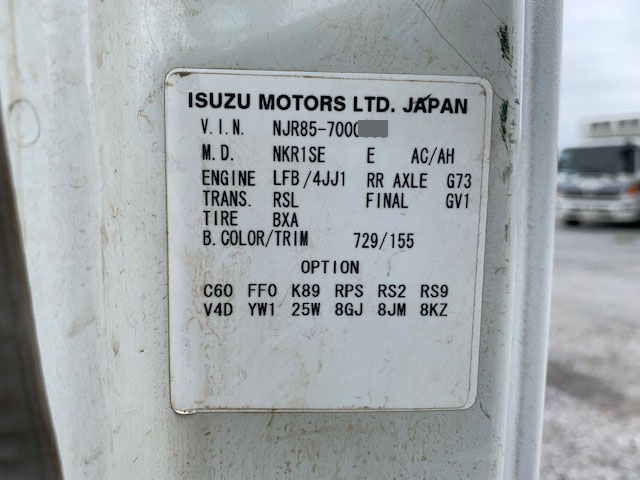 ISUZU MOTORS LTD. JAPAN
V.I.N. NJR85-7000
M.D. NKR1SE E AC/AH
ENGINE LFB/4JJ1 RR AXLE G73
TRANS. RSL FINAL GV1
TIRE BXA
B.COLOR/TRIM 729/155
OPTION
C60 FF0 K89 RPS RS2 RS9
V4D YW1 25W 8GJ 8JM 8KZ